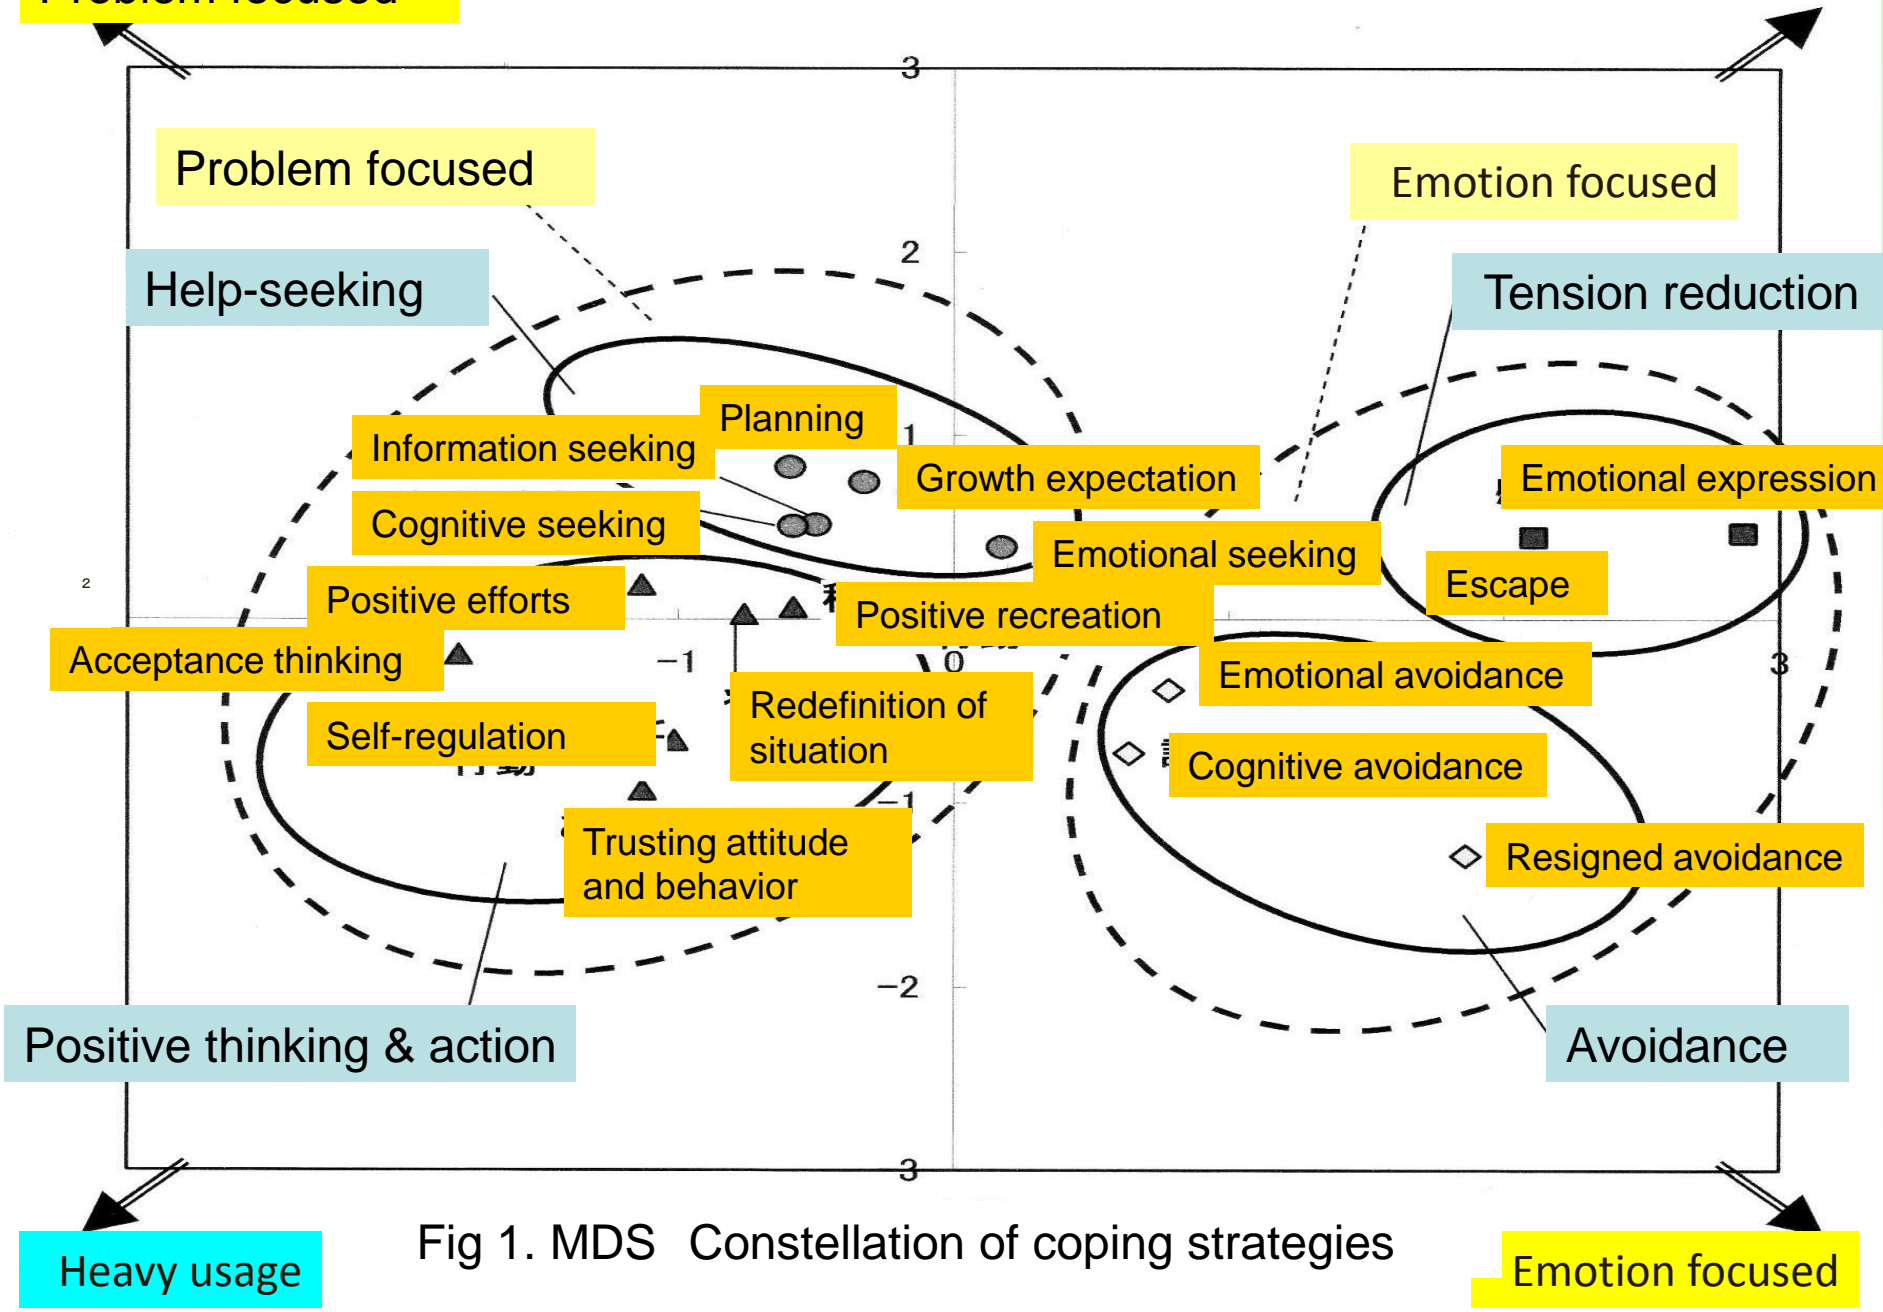 Problem focused
3
Problem focused
Emotion focused
2
Help-seeking
Tension reduction
Planning
1
Information seeking
Growth expectation
Emotional expression
Cognitive seeking
Emotional seeking
Escape
2
Positive efforts
Positive recreation
Acceptance thinking
-1
0
3
Emotional avoidance
Redefinition of
situation
Self-regulation
行動
Cognitive avoidance
-1
Trusting attitude
and behavior
Resigned avoidance
-2
Positive thinking & action
Avoidance
-3
Fig 1. MDS Constellation of coping strategies
Heavy usage
Emotion focused